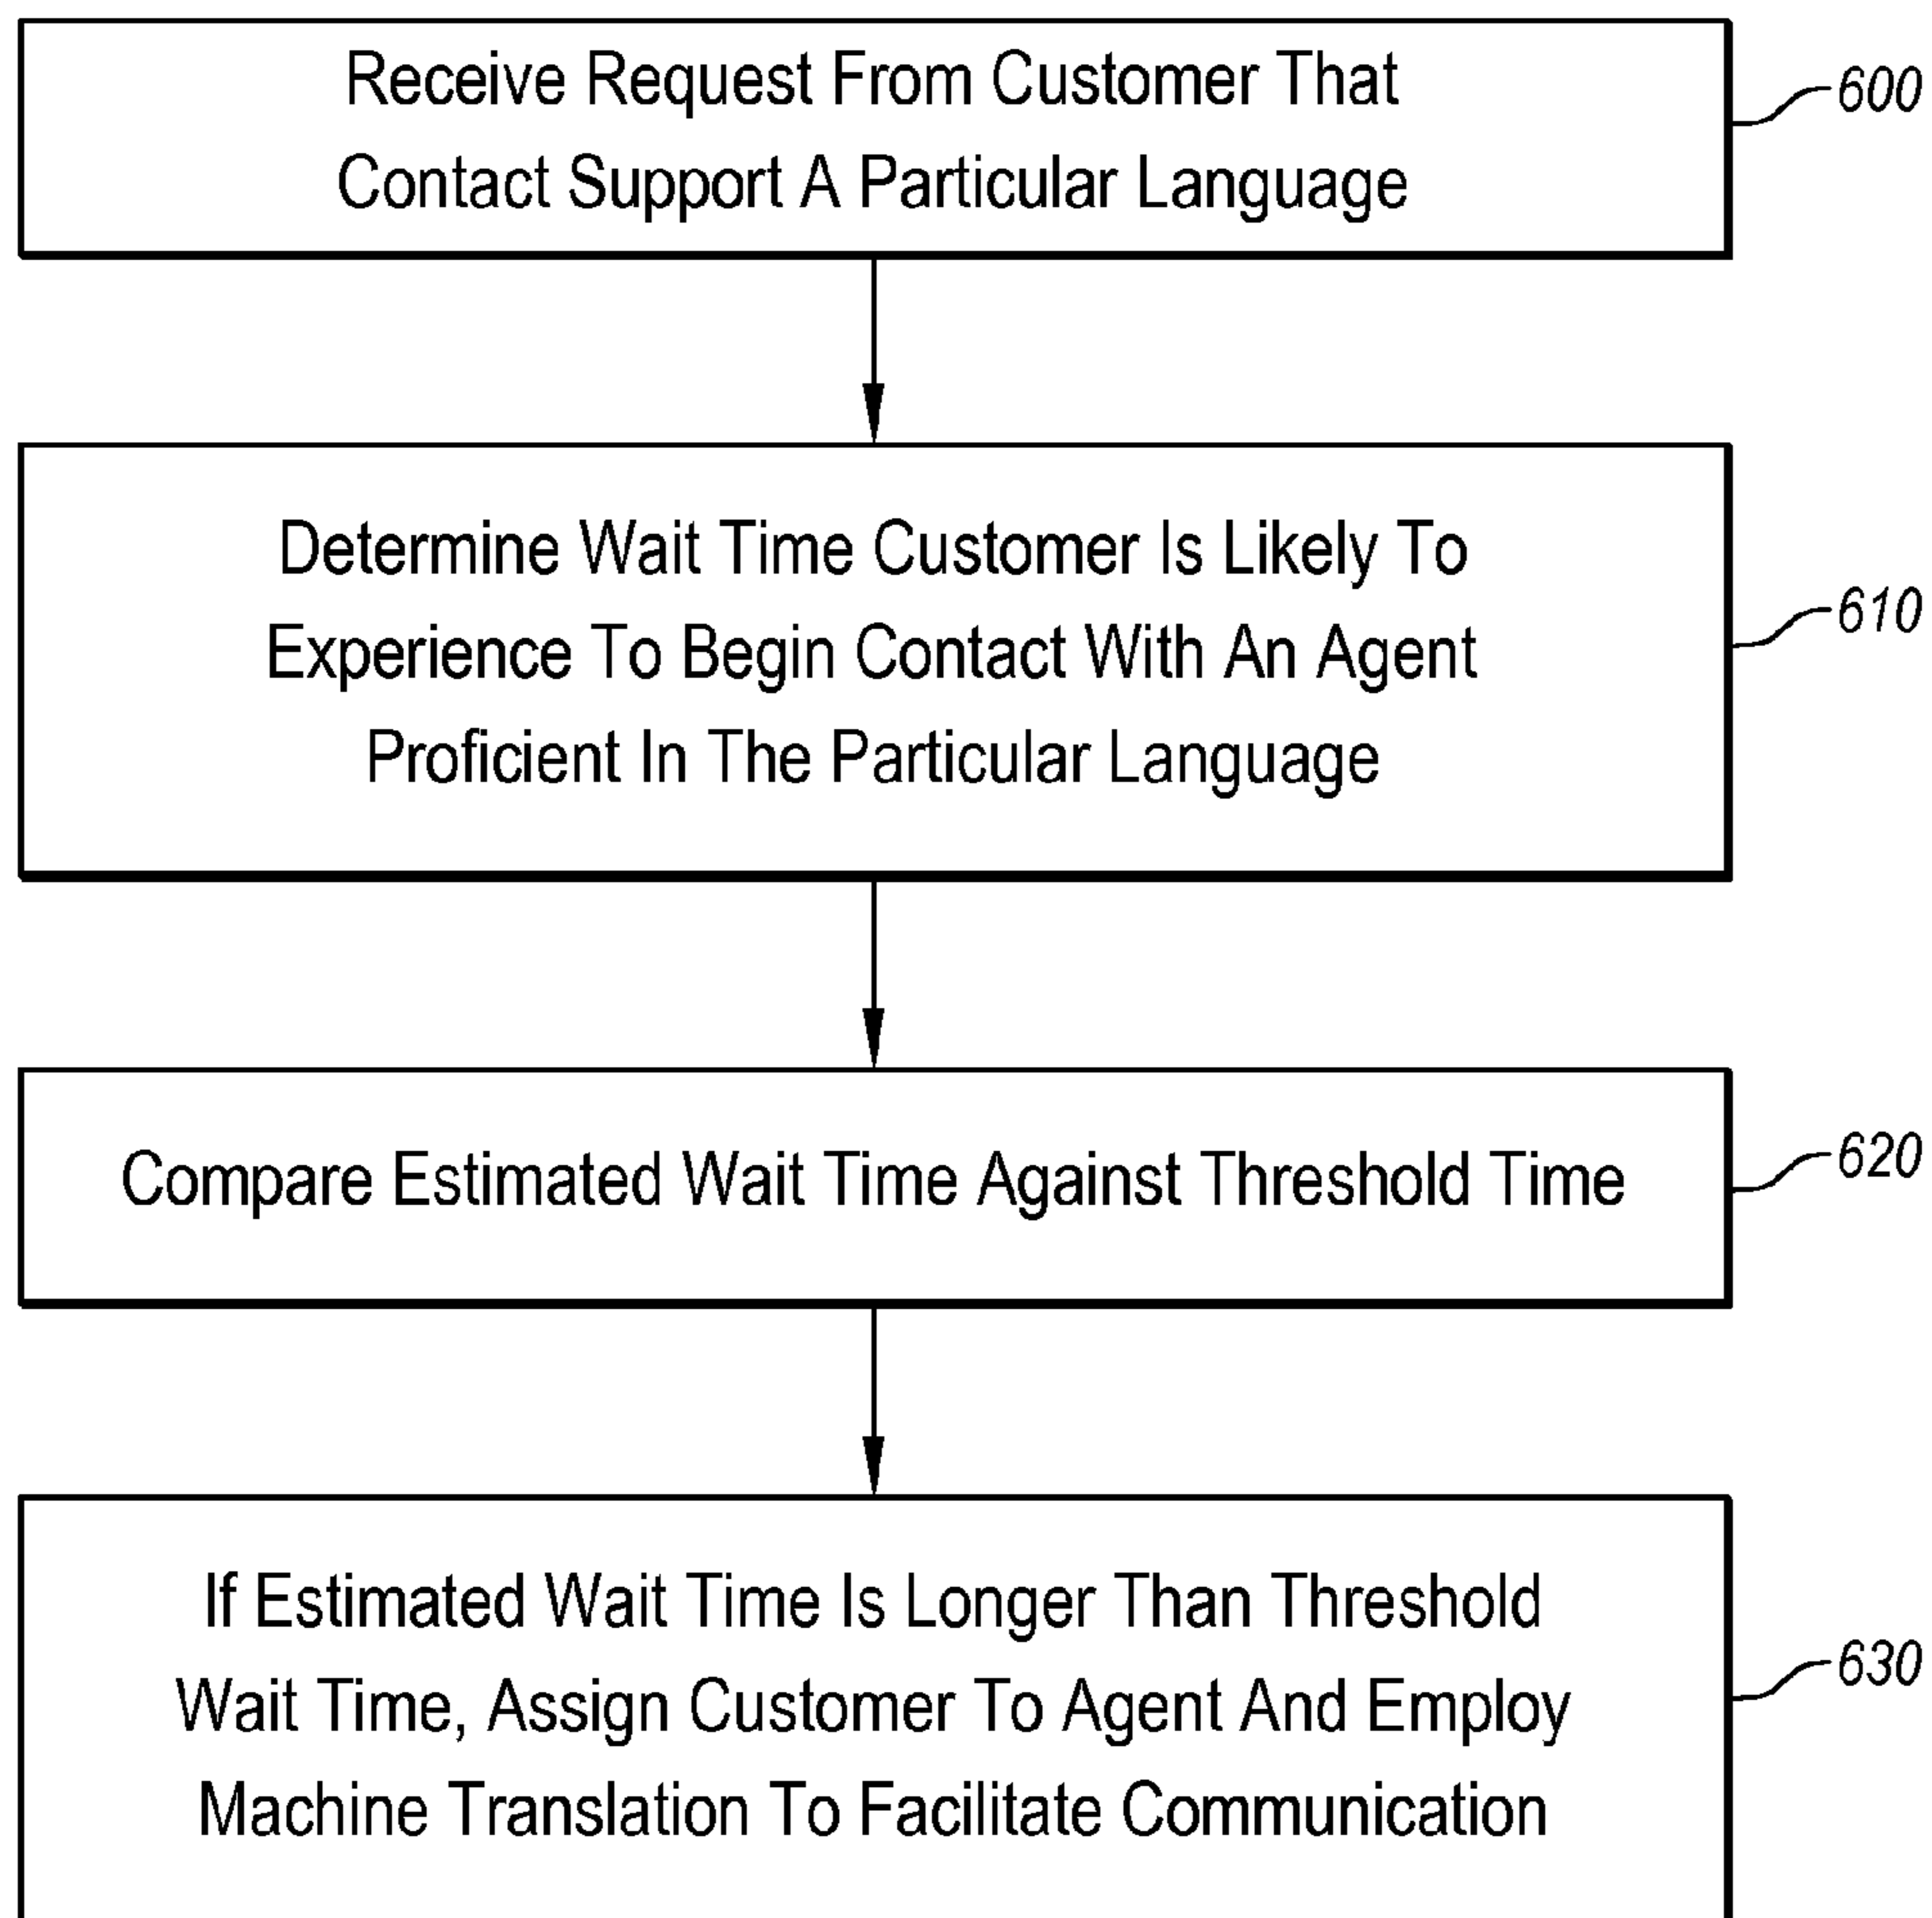 Receive Request From Customer That
Contact Support A Particular Language
600
Determine Wait Time Customer Is Likely To
Experience To Begin Contact With An Agent
Proficient In The Particular Language
610
Compare Estimated Wait Time Against Threshold Time
620
If Estimated Wait Time Is Longer Than Threshold
Wait Time, Assign Customer To Agent And Employ
Machine Translation To Facilitate Communication
630